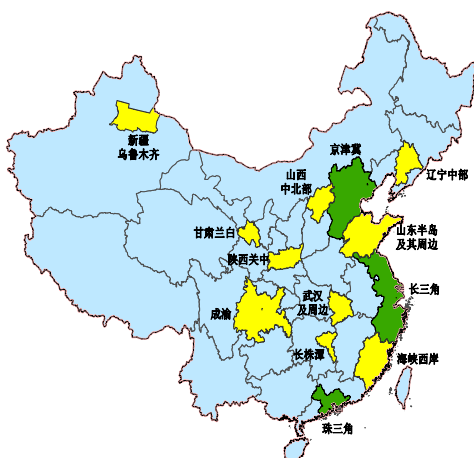 京津冀
新疆
乌鲁木齐
山西
中北部
辽宁中部
甘肃兰白
山东半岛
及其周边
陕西关中
长三角
武汉
及周边
成渝
长株潭
海峡西岸
珠三角